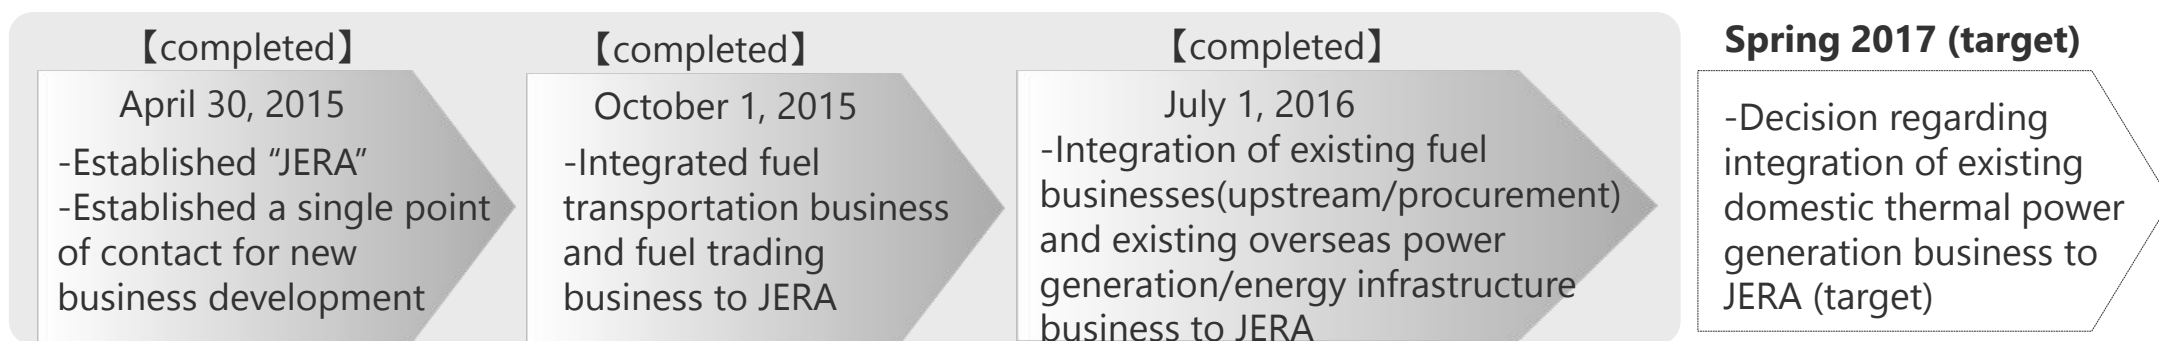 【completed】
April 30, 2015
-Established “JERA”
-Established a single point
of contact for new
business development
【completed】
October 1, 2015
-Integrated fuel
transportation business
and fuel trading
business to JERA
【completed】
July 1, 2016
-Integration of existing fuel
businesses(upstream/procurement)
and existing overseas power
generation/energy infrastructure
business to JERA
Spring 2017 (target)
-Decision regarding
integration of existing
domestic thermal power
generation business to
JERA (target)